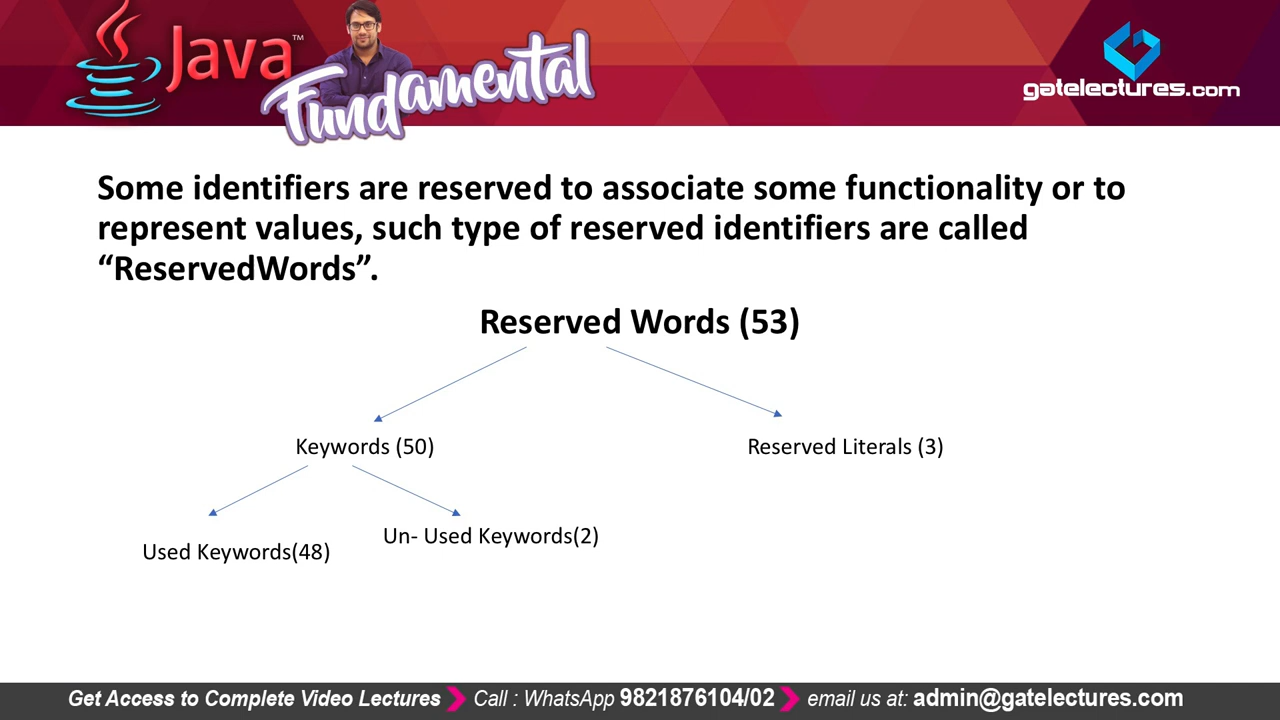 Java™
Fundamental
gatelectures.com
Some identifiers are reserved to associate some functionality or to
represent values, such type of reserved identifiers are called
“ReservedWords”.
Reserved Words (53)
Keywords (50)
Reserved Literals (3)
Un- Used Keywords(2)
Used Keywords(48)
Get Access to Complete Video Lectures Call : WhatsApp 9821876104/02 email us at: admin@gatelectures.com